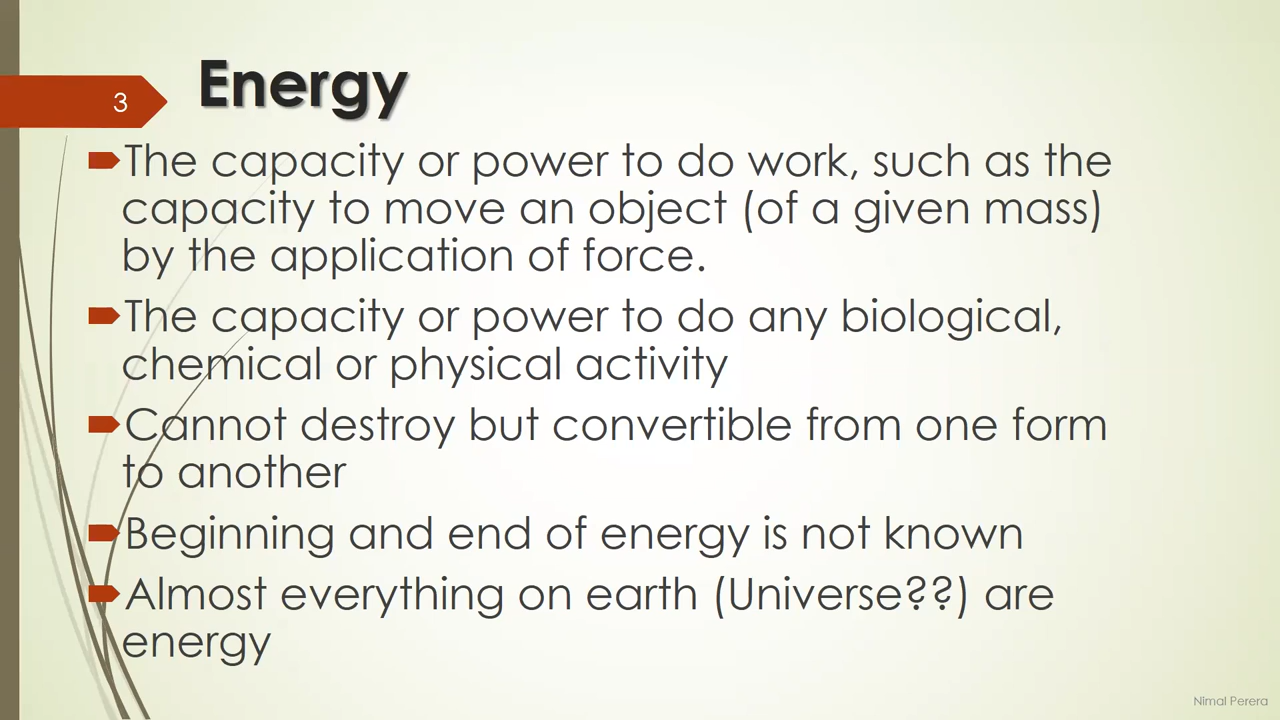 3
Energy
The capacity or power to do work, such as the
capacity to move an object (of a given mass)
by the application of force.
The capacity or power to do any biological,
chemical or physical activity
Cannot destroy but convertible from one form
to another
Beginning and end of energy is not known
Almost everything on earth (Universe??) are
energy
Nimal Perera